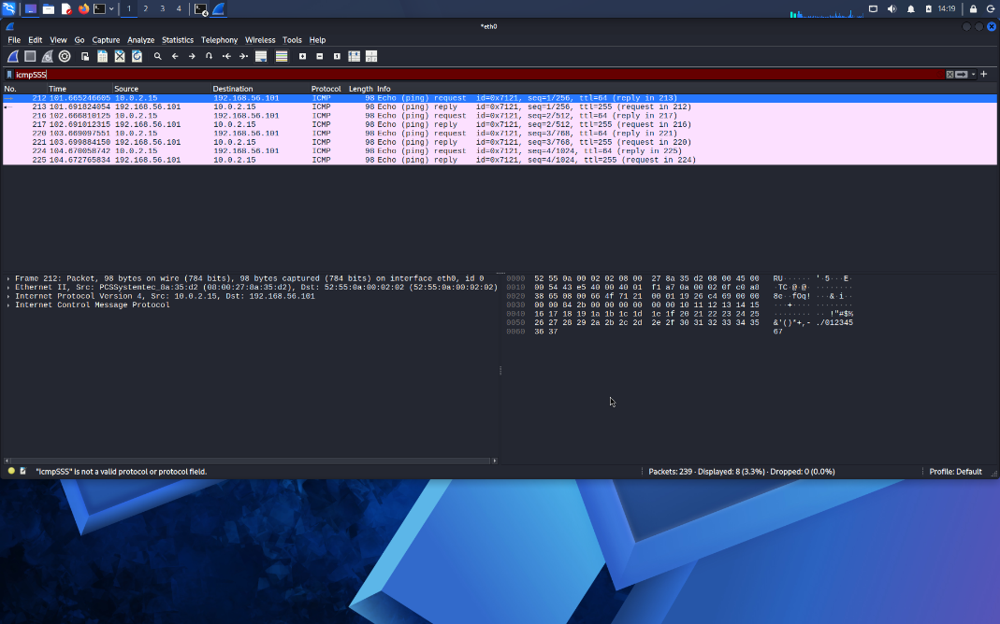 1 2 3 4 4 14:19
*eth0
File Edit View Go Capture Analyze Statistics Telephony Wireless Tools Help
icmpSSS
No. Time Source Destination Protocol Length Info
212 101.665246605 10.0.2.15 192.168.56.101 ICMP 98 Echo (ping) request id=0x7121, seq=1/256, ttl=64 (reply in 213)
213 101.691824054 192.168.56.101 10.0.2.15 ICMP 98 Echo (ping) reply id=0x7121, seq=1/256, ttl=255 (request in 212)
216 102.666810125 10.0.2.15 192.168.56.101 ICMP 98 Echo (ping) request id=0x7121, seq=2/512, ttl=64 (reply in 217)
217 102.691012315 192.168.56.101 10.0.2.15 ICMP 98 Echo (ping) reply id=0x7121, seq=2/512, ttl=255 (request in 216)
220 103.669097551 10.0.2.15 192.168.56.101 ICMP 98 Echo (ping) request id=0x7121, seq=3/768, ttl=64 (reply in 221)
221 103.699884150 192.168.56.101 10.0.2.15 ICMP 98 Echo (ping) reply id=0x7121, seq=3/768, ttl=255 (request in 220)
224 104.670058742 10.0.2.15 192.168.56.101 ICMP 98 Echo (ping) request id=0x7121, seq=4/1024, ttl=64 (reply in 225)
225 104.672765834 192.168.56.101 10.0.2.15 ICMP 98 Echo (ping) reply id=0x7121, seq=4/1024, ttl=255 (request in 224)
Frame 212: Packet, 98 bytes on wire (784 bits), 98 bytes captured (784 bits) on interface eth0, id 0
Ethernet II, Src: PCSSystemtec_8a:35:d2 (08:00:27:8a:35:d2), Dst: 52:55:0a:00:02:02 (52:55:0a:00:02:02)
Internet Protocol Version 4, Src: 10.0.2.15, Dst: 192.168.56.101
Internet Control Message Protocol
0000 52 55 0a 00 02 02 08 00 27 8a 35 d2 08 00 45 00 RU······ '·5···E·
0010 00 54 43 e5 40 00 40 01 f1 a7 0a 00 02 0f c0 a8 ·TC·@·@· ········
0020 38 65 08 00 66 4f 71 21 00 01 19 26 c4 69 00 00 8e··fOq! ···&·i··
0030 00 00 84 2b 00 00 00 00 00 00 10 11 12 13 14 15 ···+···· ········
0040 16 17 18 19 1a 1b 1c 1d 1e 1f 20 21 22 23 24 25 ········ ·· !"#$%
0050 26 27 28 29 2a 2b 2c 2d 2e 2f 30 31 32 33 34 35 &'()*+,- ./012345
0060 36 37 67
"icmpSSS" is not a valid protocol or protocol field. Packets: 239 · Displayed: 8 (3.3%) · Dropped: 0 (0.0%) Profile: Default